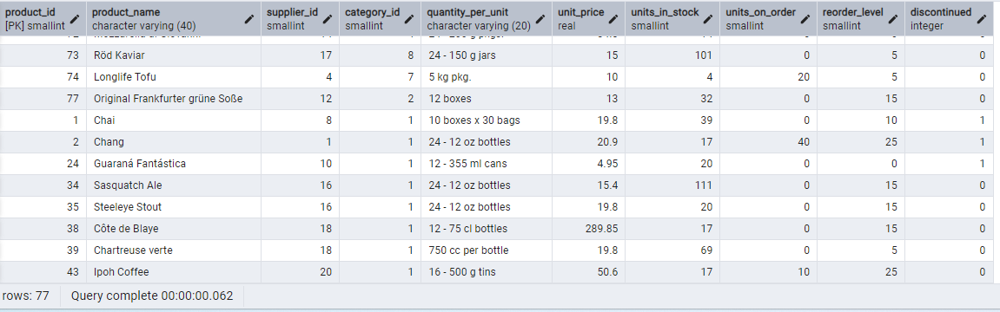 product_id product_name supplier_id category_id quantity_per_unit unit_price units_in_stock units_on_order reorder_level discontinued
[PK] smallint character varying (40) smallint smallint character varying (20) real smallint smallint smallint integer
73 Röd Kaviar 17 8 24 - 150 g jars 15 101 0 5 0
74 Longlife Tofu 4 7 5 kg pkg. 10 4 20 5 0
77 Original Frankfurter grüne Soße 12 2 12 boxes 13 32 0 15 0
1 Chai 8 1 10 boxes x 30 bags 19.8 39 0 10 1
2 Chang 1 1 24 - 12 oz bottles 20.9 17 40 25 1
24 Guaraná Fantástica 10 1 12 - 355 ml cans 4.95 20 0 0 1
34 Sasquatch Ale 16 1 24 - 12 oz bottles 15.4 111 0 15 0
35 Steeleye Stout 16 1 24 - 12 oz bottles 19.8 20 0 15 0
38 Côte de Blaye 18 1 12 - 75 cl bottles 289.85 17 0 15 0
39 Chartreuse verte 18 1 750 cc per bottle 19.8 69 0 5 0
43 Ipoh Coffee 20 1 16 - 500 g tins 50.6 17 10 25 0
rows: 77 Query complete 00:00:00.062